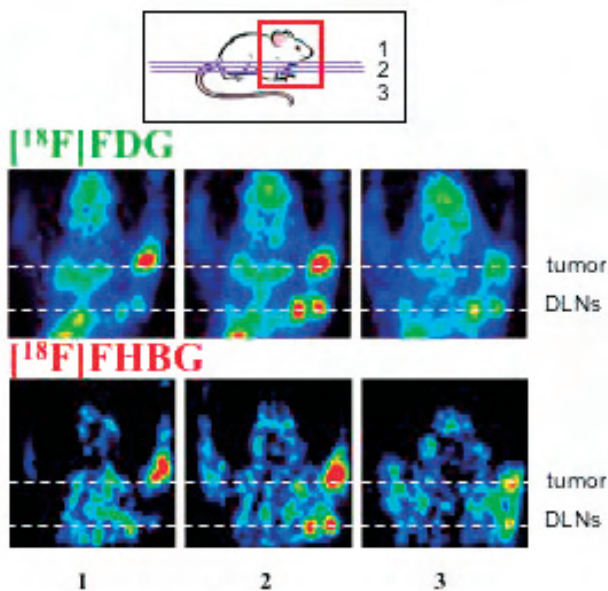 1
2
3
[¹⁸F]FDG
tumor
DLNs
[¹⁸F]FHBG
tumor
DLNs
1 2 3